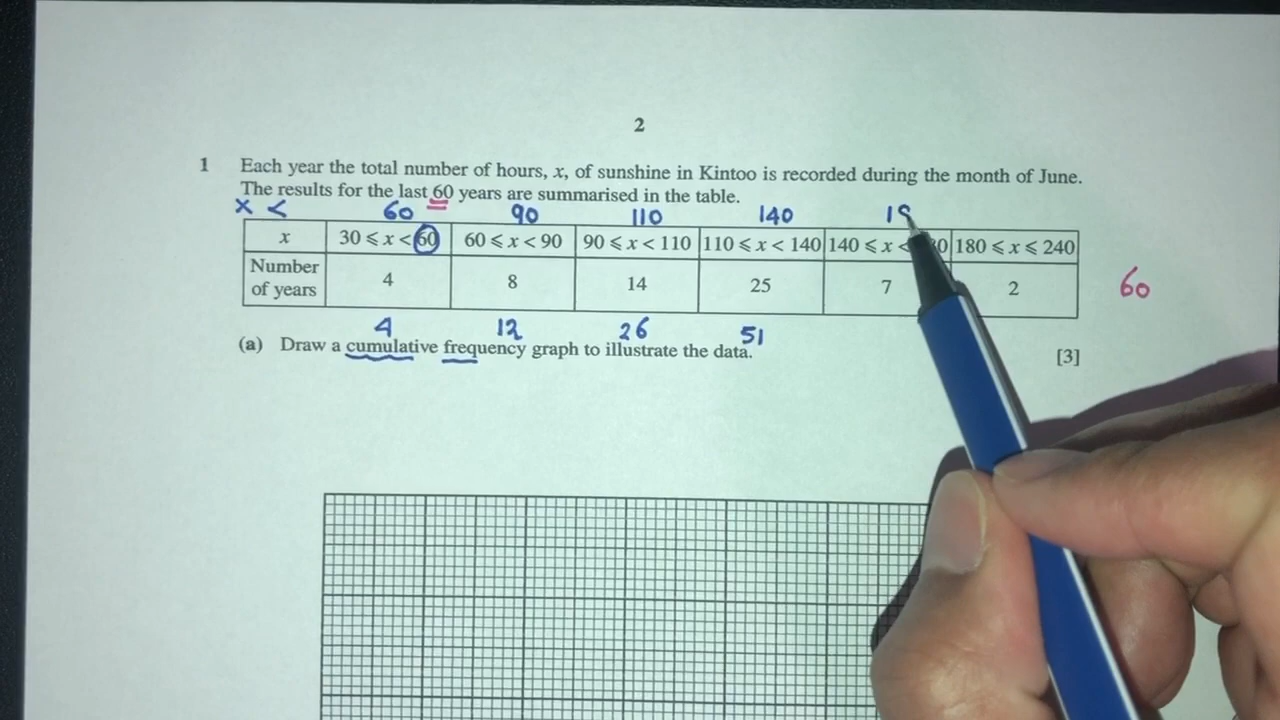 2
1 Each year the total number of hours, x, of sunshine in Kintoo is recorded during the month of June.
The results for the last 60 years are summarised in the table.
x < 60 90 110 140
x 30 ⩽ x < 60 60 ⩽ x < 90 90 ⩽ x < 110 110 ⩽ x < 140 140 ⩽ x < 180 ⩽ x ⩽ 240
Number of years 4 8 14 25 7 2
60
4 12 26 51
(a) Draw a cumulative frequency graph to illustrate the data. [3]